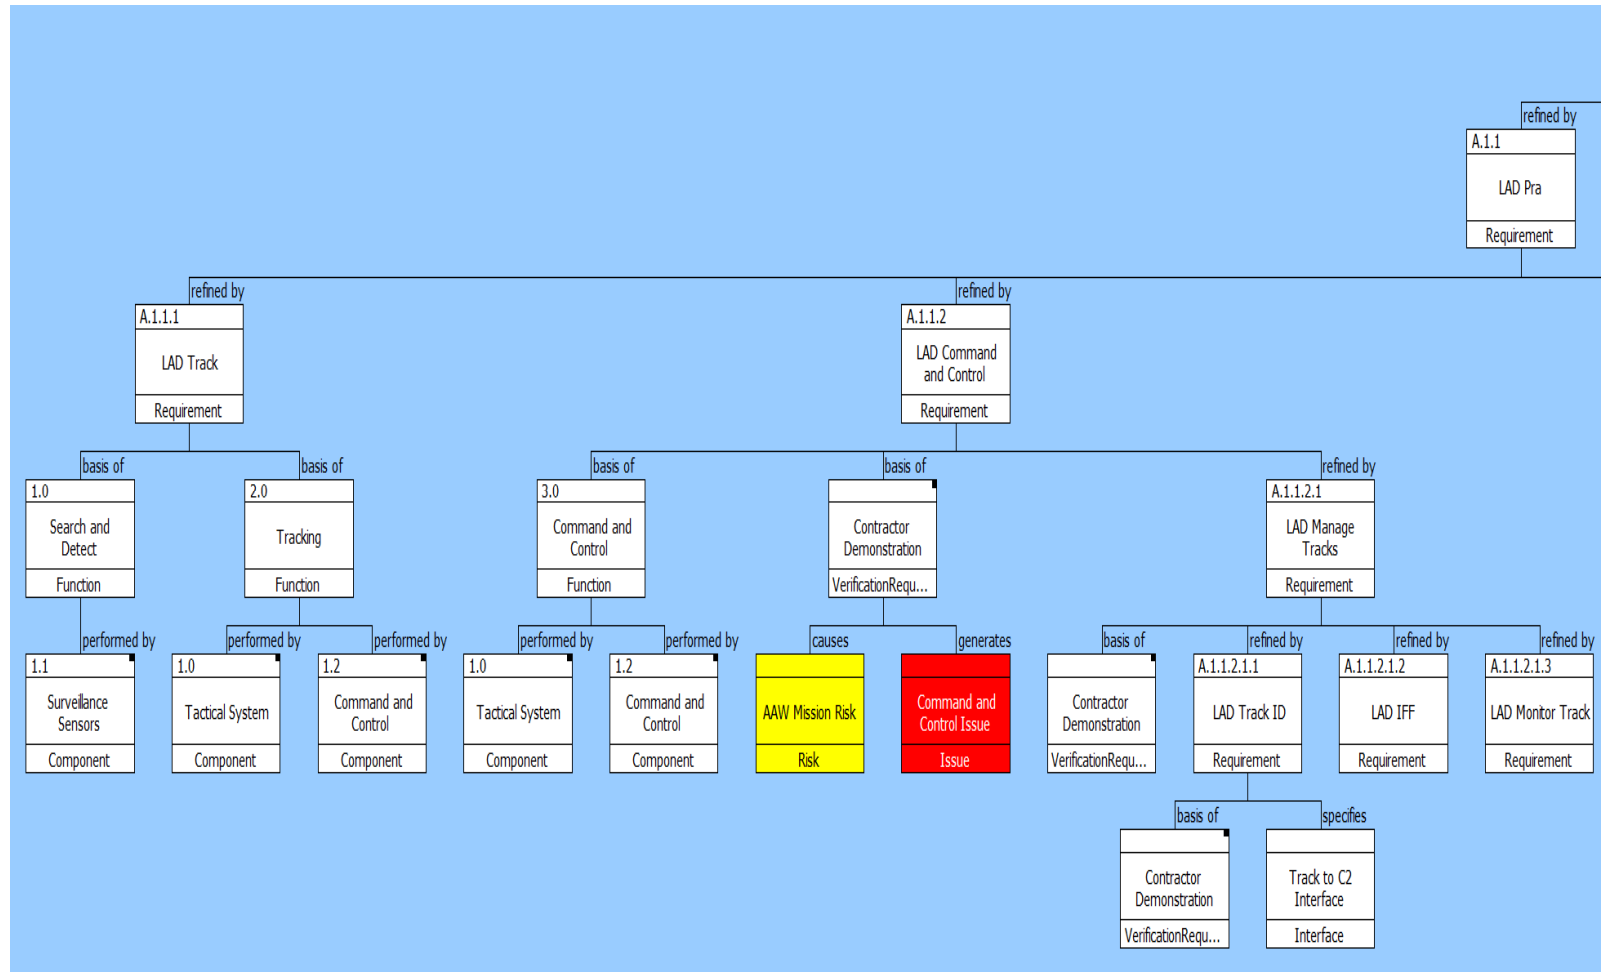 refined by
A.1.1
LAD Pra
Requirement
refined by
refined by
A.1.1.1
LAD Track
Requirement
A.1.1.2
LAD Command
and Control
Requirement
basis of
basis of
basis of
basis of
refined by
1.0
Search and
Detect
Function
2.0
Tracking
Function
3.0
Command and
Control
Function
Contractor
Demonstration
VerificationRequ...
A.1.1.2.1
LAD Manage
Tracks
Requirement
performed by
performed by
performed by
performed by
performed by
causes
generates
basis of
refined by
refined by
refined by
1.1
Surveillance
Sensors
Component
1.0
Tactical System
Component
1.2
Command and
Control
Component
1.0
Tactical System
Component
1.2
Command and
Control
Component
AAW Mission Risk
Risk
Command and
Control Issue
Issue
Contractor
Demonstration
VerificationRequ...
A.1.1.2.1.1
LAD Track ID
Requirement
A.1.1.2.1.2
LAD IFF
Requirement
A.1.1.2.1.3
LAD Monitor Track
Requirement
basis of
specifies
Contractor
Demonstration
VerificationRequ...
Track to C2
Interface
Interface